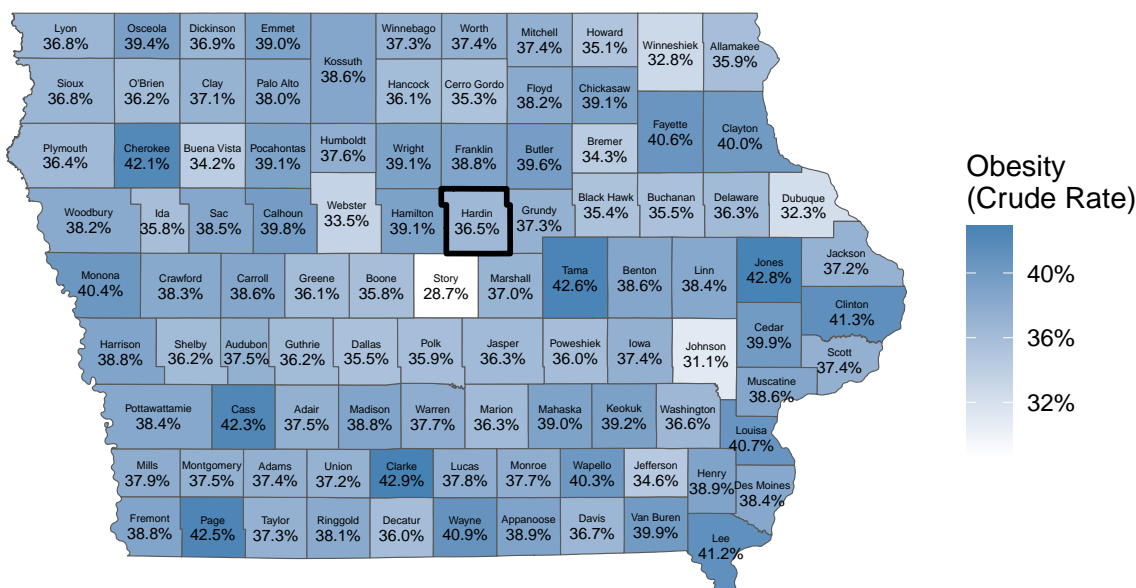 Lyon
36.8%
Osceola
39.4%
Dickinson
36.9%
Emmet
39.0%
Kossuth
38.6%
Winnebago
37.3%
Worth
37.4%
Mitchell
37.4%
Howard
35.1%
Winneshiek
32.8%
Allamakee
35.9%
Sioux
36.8%
O'Brien
36.2%
Clay
37.1%
Palo Alto
38.0%
Hancock
36.1%
Cerro Gordo
35.3%
Floyd
38.2%
Chickasaw
39.1%
Fayette
40.6%
Clayton
40.0%
Plymouth
36.4%
Cherokee
42.1%
Buena Vista
34.2%
Pocahontas
39.1%
Humboldt
37.6%
Wright
39.1%
Franklin
38.8%
Butler
39.6%
Bremer
34.3%
Woodbury
38.2%
Ida
35.8%
Sac
38.5%
Calhoun
39.8%
Webster
33.5%
Hamilton
39.1%
Hardin
36.5%
Grundy
37.3%
Black Hawk
35.4%
Buchanan
35.5%
Delaware
36.3%
Dubuque
32.3%
Monona
40.4%
Crawford
38.3%
Carroll
38.6%
Greene
36.1%
Boone
35.8%
Story
28.7%
Marshall
37.0%
Tama
42.6%
Benton
38.6%
Linn
38.4%
Jones
42.8%
Jackson
37.2%
Clinton
41.3%
Harrison
38.8%
Shelby
36.2%
Audubon
37.5%
Guthrie
36.2%
Dallas
35.5%
Polk
35.9%
Jasper
36.3%
Poweshiek
36.0%
Iowa
37.4%
Johnson
31.1%
Cedar
39.9%
Scott
37.4%
Muscatine
38.6%
Pottawattamie
38.4%
Cass
42.3%
Adair
37.5%
Madison
38.8%
Warren
37.7%
Marion
36.3%
Mahaska
39.0%
Keokuk
39.2%
Washington
36.6%
Louisa
40.7%
Mills
37.9%
Montgomery
37.5%
Adams
37.4%
Union
37.2%
Clarke
42.9%
Lucas
37.8%
Monroe
37.7%
Wapello
40.3%
Jefferson
34.6%
Henry
38.9%
Des Moines
38.4%
Fremont
38.8%
Page
42.5%
Taylor
37.3%
Ringgold
38.1%
Decatur
36.0%
Wayne
40.9%
Appanoose
38.9%
Davis
36.7%
Van Buren
39.9%
Lee
41.2%
Obesity
(Crude Rate)
40%
36%
32%